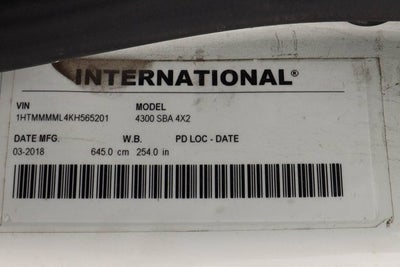 INTERNATIONAL®
VIN MODEL
1HTMMMML4KH565201 4300 SBA 4X2
DATE MFG. W.B. PD LOC - DATE
03-2018 645.0 cm 254.0 in